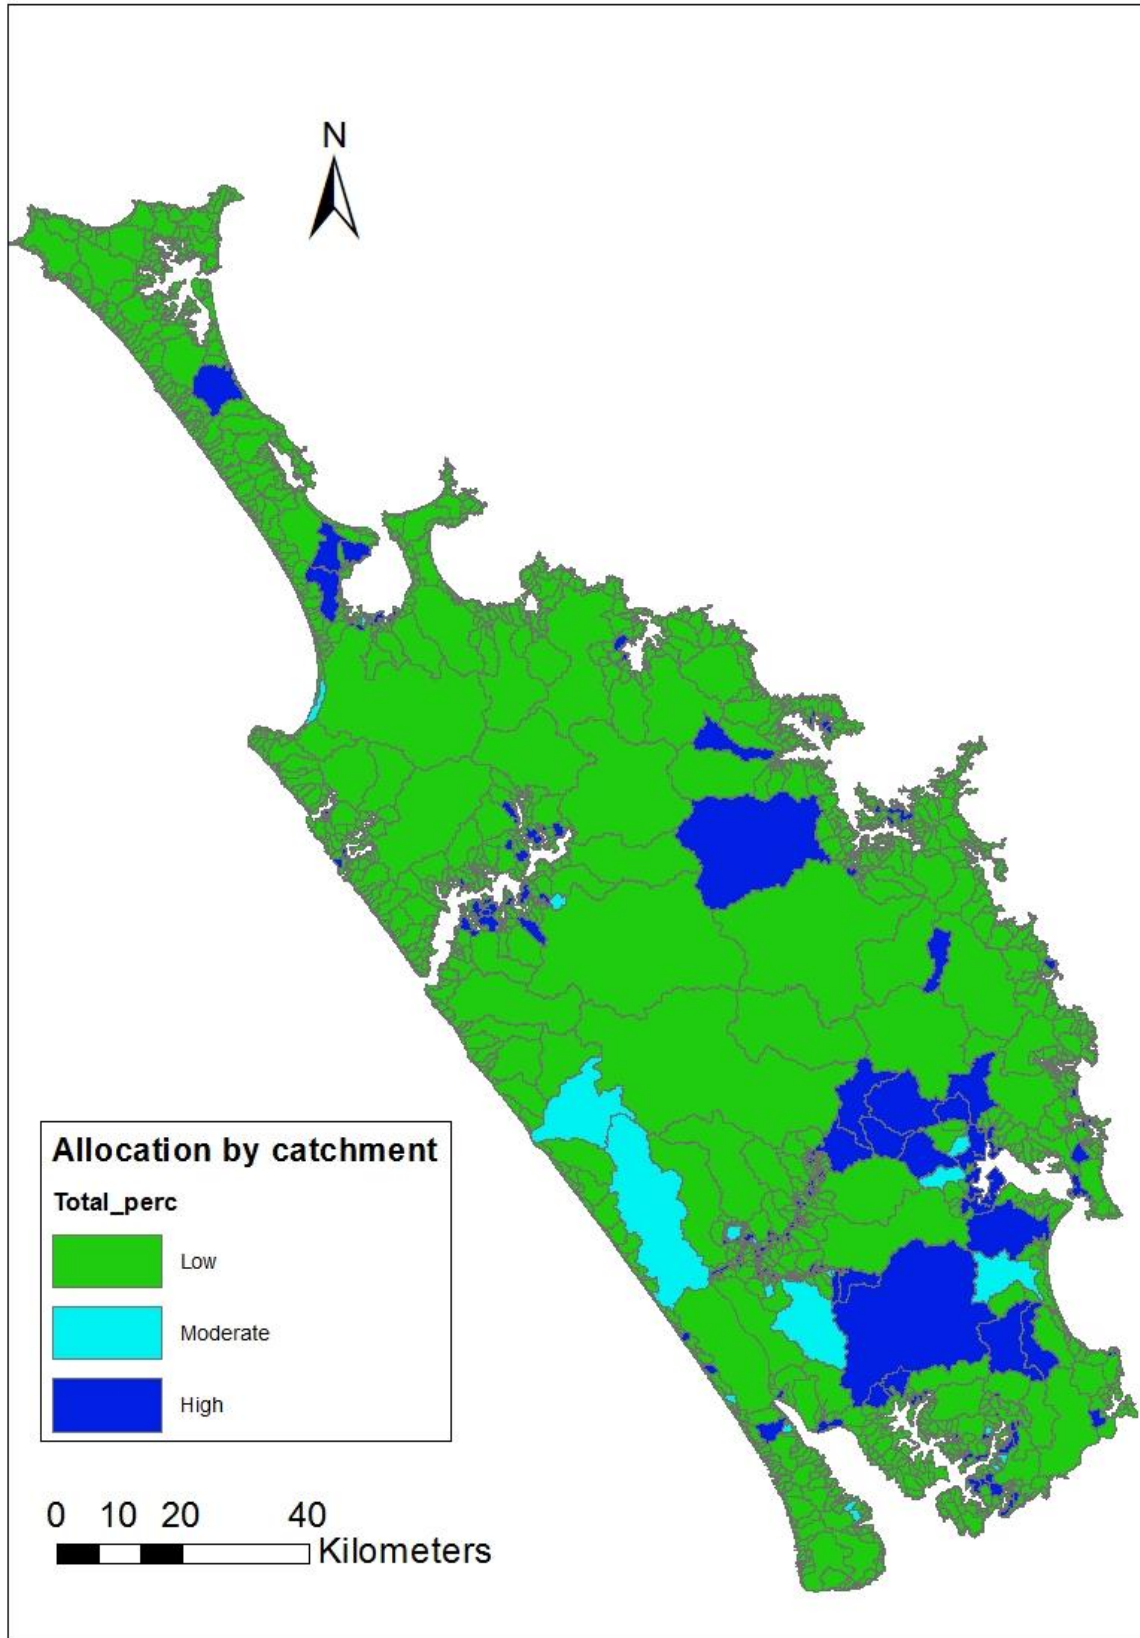 N
Allocation by catchment
Total_perc
Low
Moderate
High
0 10 20 40
Kilometers